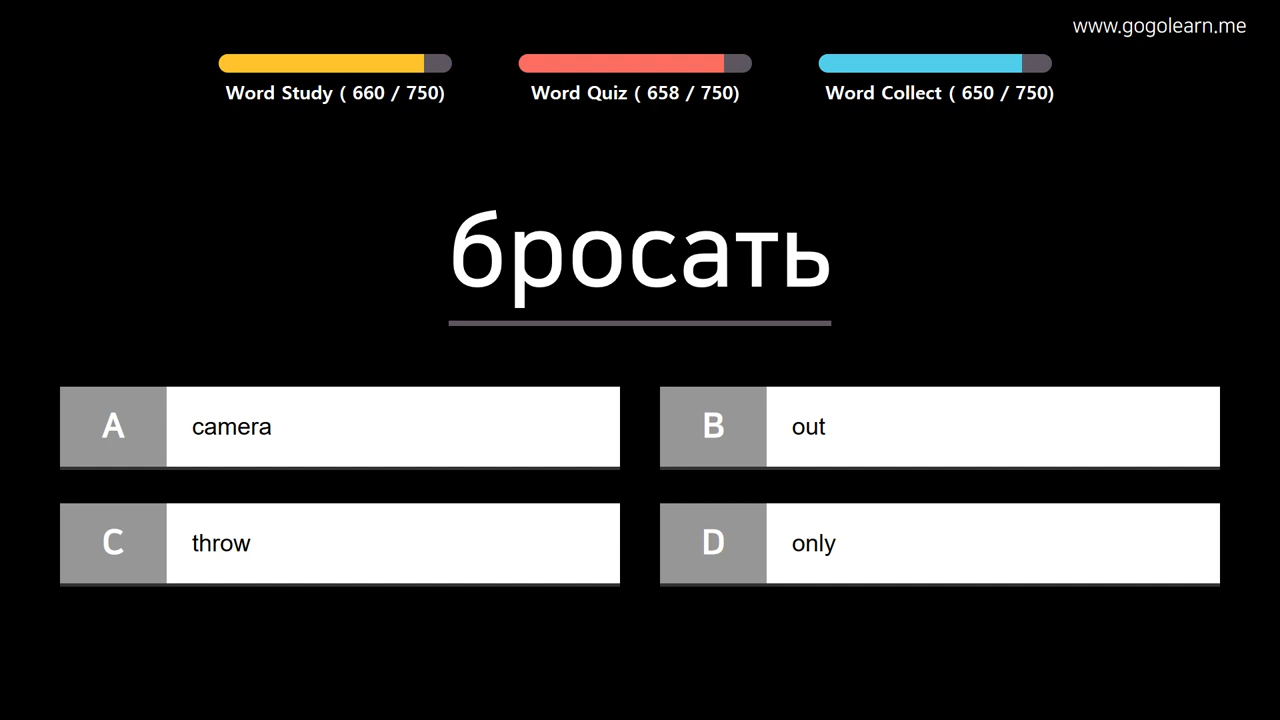 www.gogolearn.me
Word Study ( 660 / 750)
Word Quiz ( 658 / 750)
Word Collect ( 650 / 750)
бросать
A camera
B out
C throw
D only